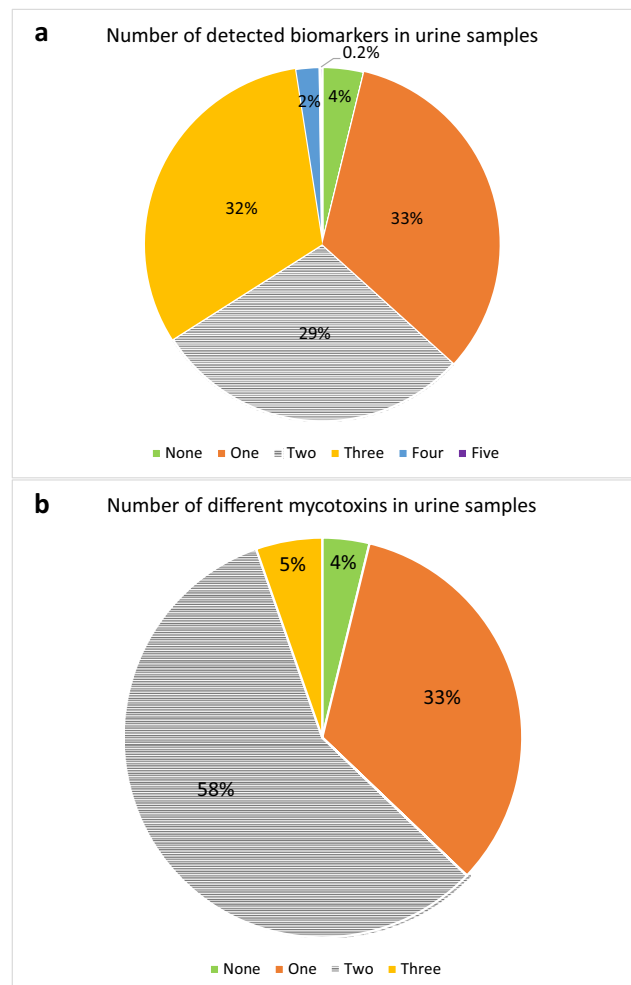 a
Number of detected biomarkers in urine samples
0.2%
2%
4%
32%
33%
29%
None One Two Three Four Five
b
Number of different mycotoxins in urine samples
5%
4%
33%
58%
None One Two Three